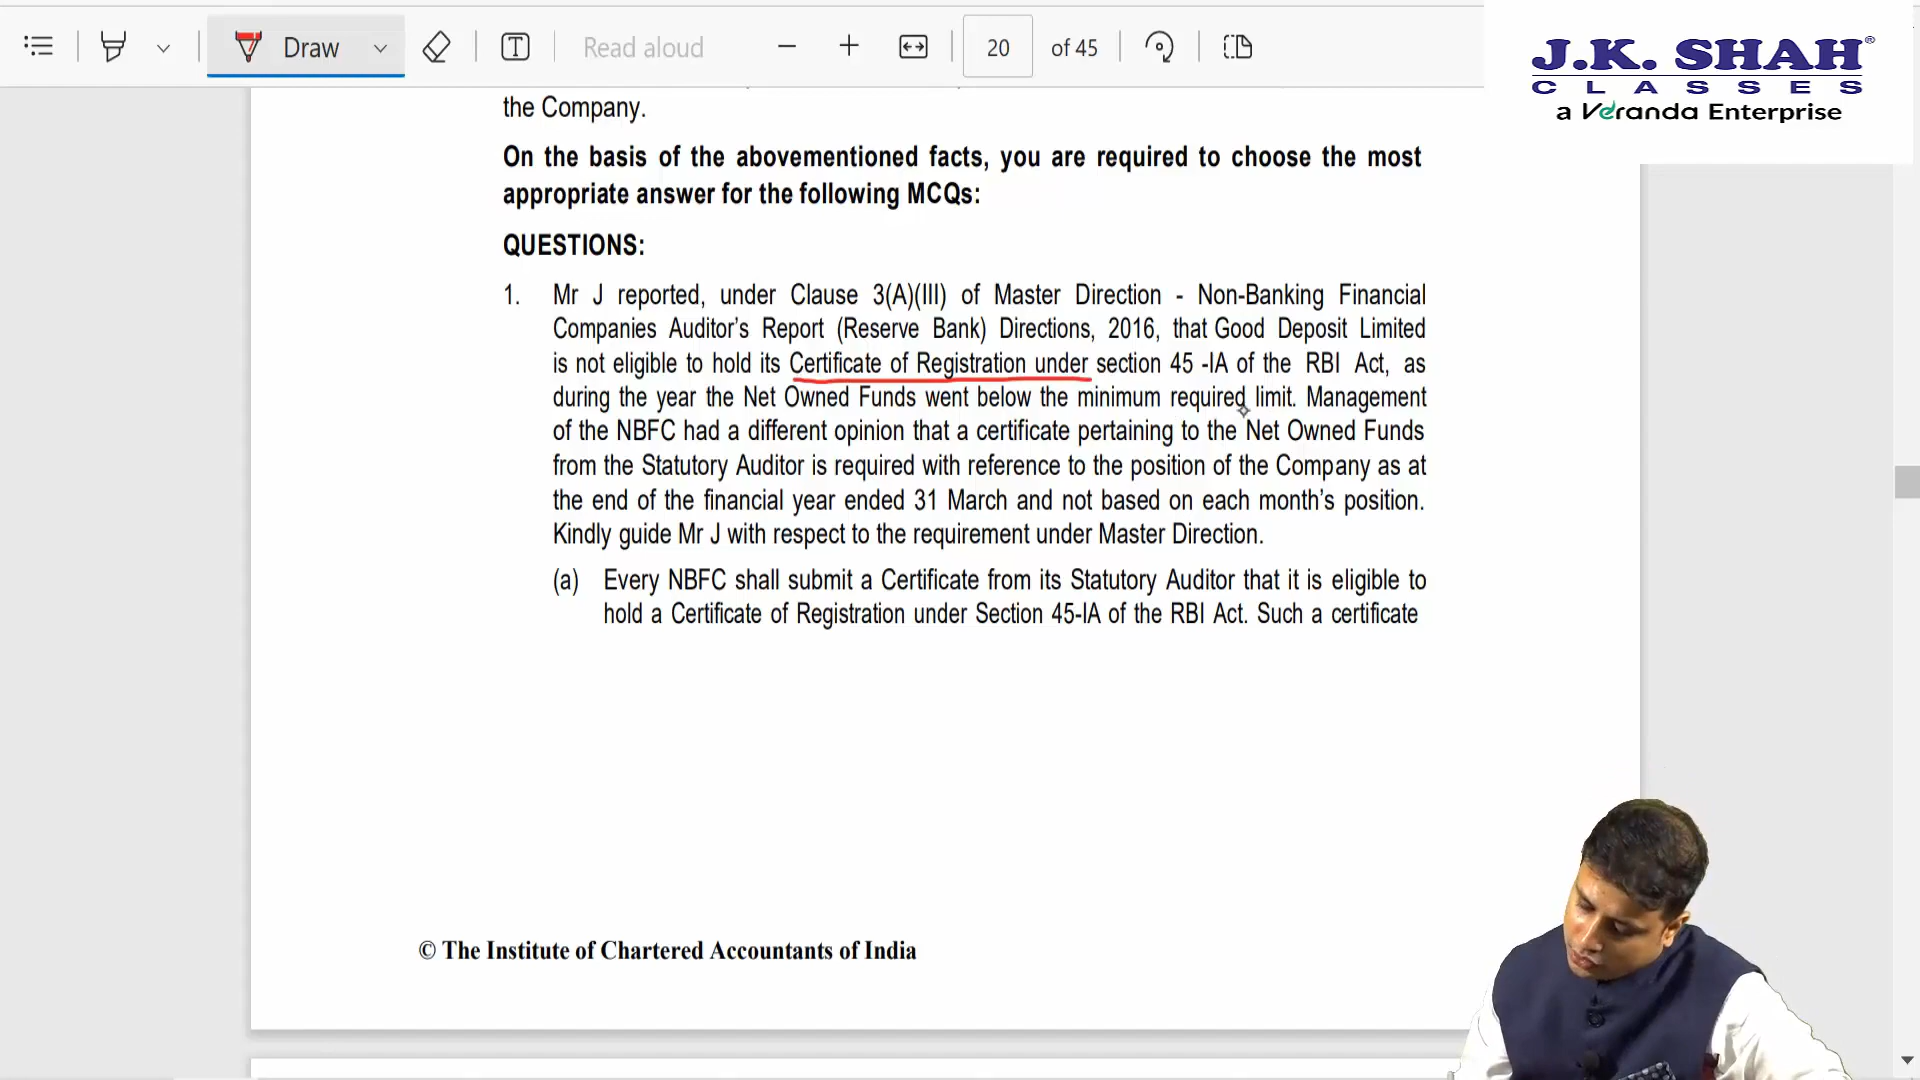 Draw
Read aloud
20
of 45
J.K. SHAH®
CLASSES
a Veranda Enterprise
the Company.
On the basis of the abovementioned facts, you are required to choose the most
appropriate answer for the following MCQs:
QUESTIONS:
1. Mr J reported, under Clause 3(A)(III) of Master Direction - Non-Banking Financial
Companies Auditor's Report (Reserve Bank) Directions, 2016, that Good Deposit Limited
is not eligible to hold its Certificate of Registration under section 45 -IA of the RBI Act, as
during the year the Net Owned Funds went below the minimum required limit. Management
of the NBFC had a different opinion that a certificate pertaining to the Net Owned Funds
from the Statutory Auditor is required with reference to the position of the Company as at
the end of the financial year ended 31 March and not based on each month's position.
Kindly guide Mr J with respect to the requirement under Master Direction.
(a) Every NBFC shall submit a Certificate from its Statutory Auditor that it is eligible to
hold a Certificate of Registration under Section 45-IA of the RBI Act. Such a certificate
© The Institute of Chartered Accountants of India